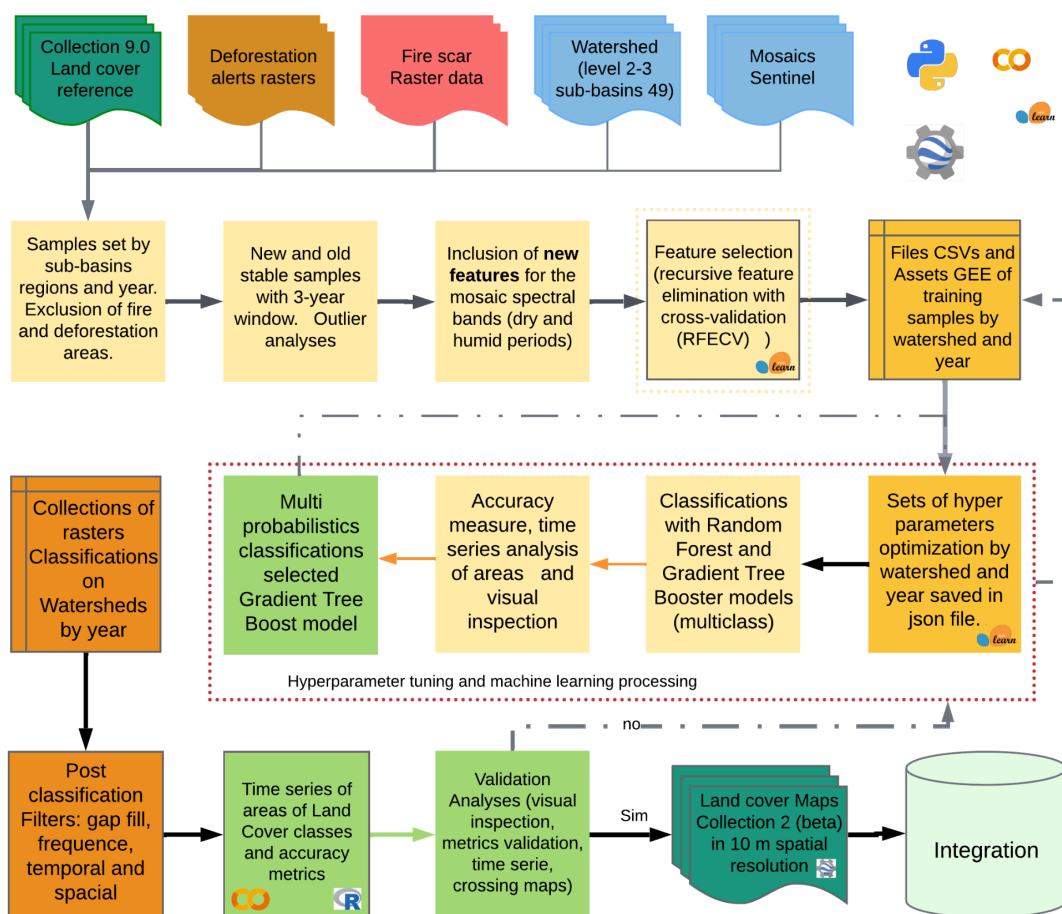 Collection 9.0
Land cover
reference
Deforestation
alerts rasters
Fire scar
Raster data
Watershed
(level 2-3
sub-basins 49)
Mosaics
Sentinel
learn
Samples set by
sub-basins
regions and year.
Exclusion of fire
and deforestation
areas.
New and old
stable samples
with 3-year
window. Outlier
analyses
Inclusion of new
features for the
mosaic spectral
bands (dry and
humid periods)
Feature selection
(recursive feature
elimination with
cross-validation
(RFECV) )
learn
Files CSVs and
Assets GEE of
training
samples by
watershed and
year
Collections of
rasters
Classifications
on
Watersheds
by year
Multi
probabilistics
classifications
selected
Gradient Tree
Boost model
Accuracy
measure, time
series analysis
of areas and
visual
inspection
Classifications
with Random
Forest and
Gradient Tree
Booster models
(multiclass)
Sets of hyper
parameters
optimization by
watershed and
year saved in
json file.
learn
Hyperparameter tuning and machine learning processing
no
Post
classification
Filters: gap fill,
frequence,
temporal and
spacial
Time series of
areas of Land
Cover classes
and accuracy
metrics
R
Validation
Analyses (visual
inspection,
metrics validation,
time serie,
crossing maps)
Sim
Land cover Maps
Collection 2 (beta)
in 10 m spatial
resolution
Integration